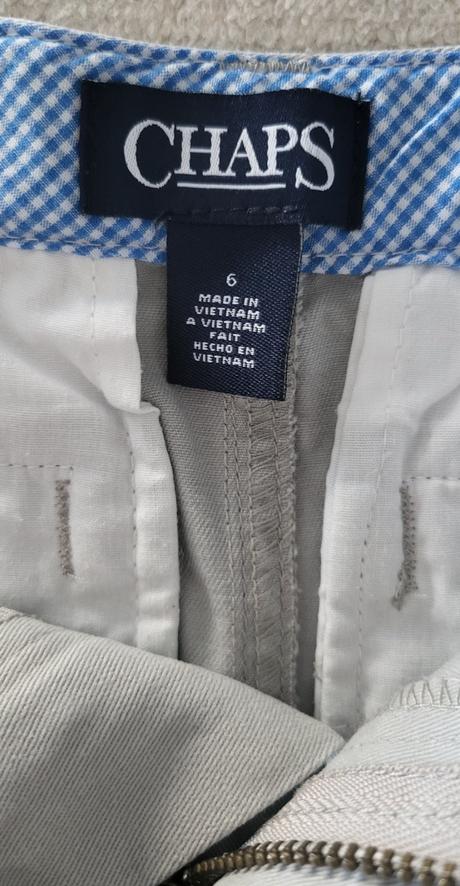 CHAPS
6
MADE IN
VIETNAM
A VIETNAM
FAIT
HECHO EN
VIETNAM